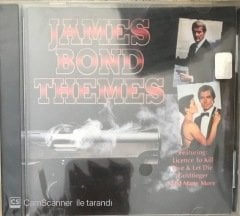 JAMES
BOND
THEMES
Featuring:
Licence To Kill
Live & Let Die
Goldfinger
And Many More
CS CamScanner ile tarandı